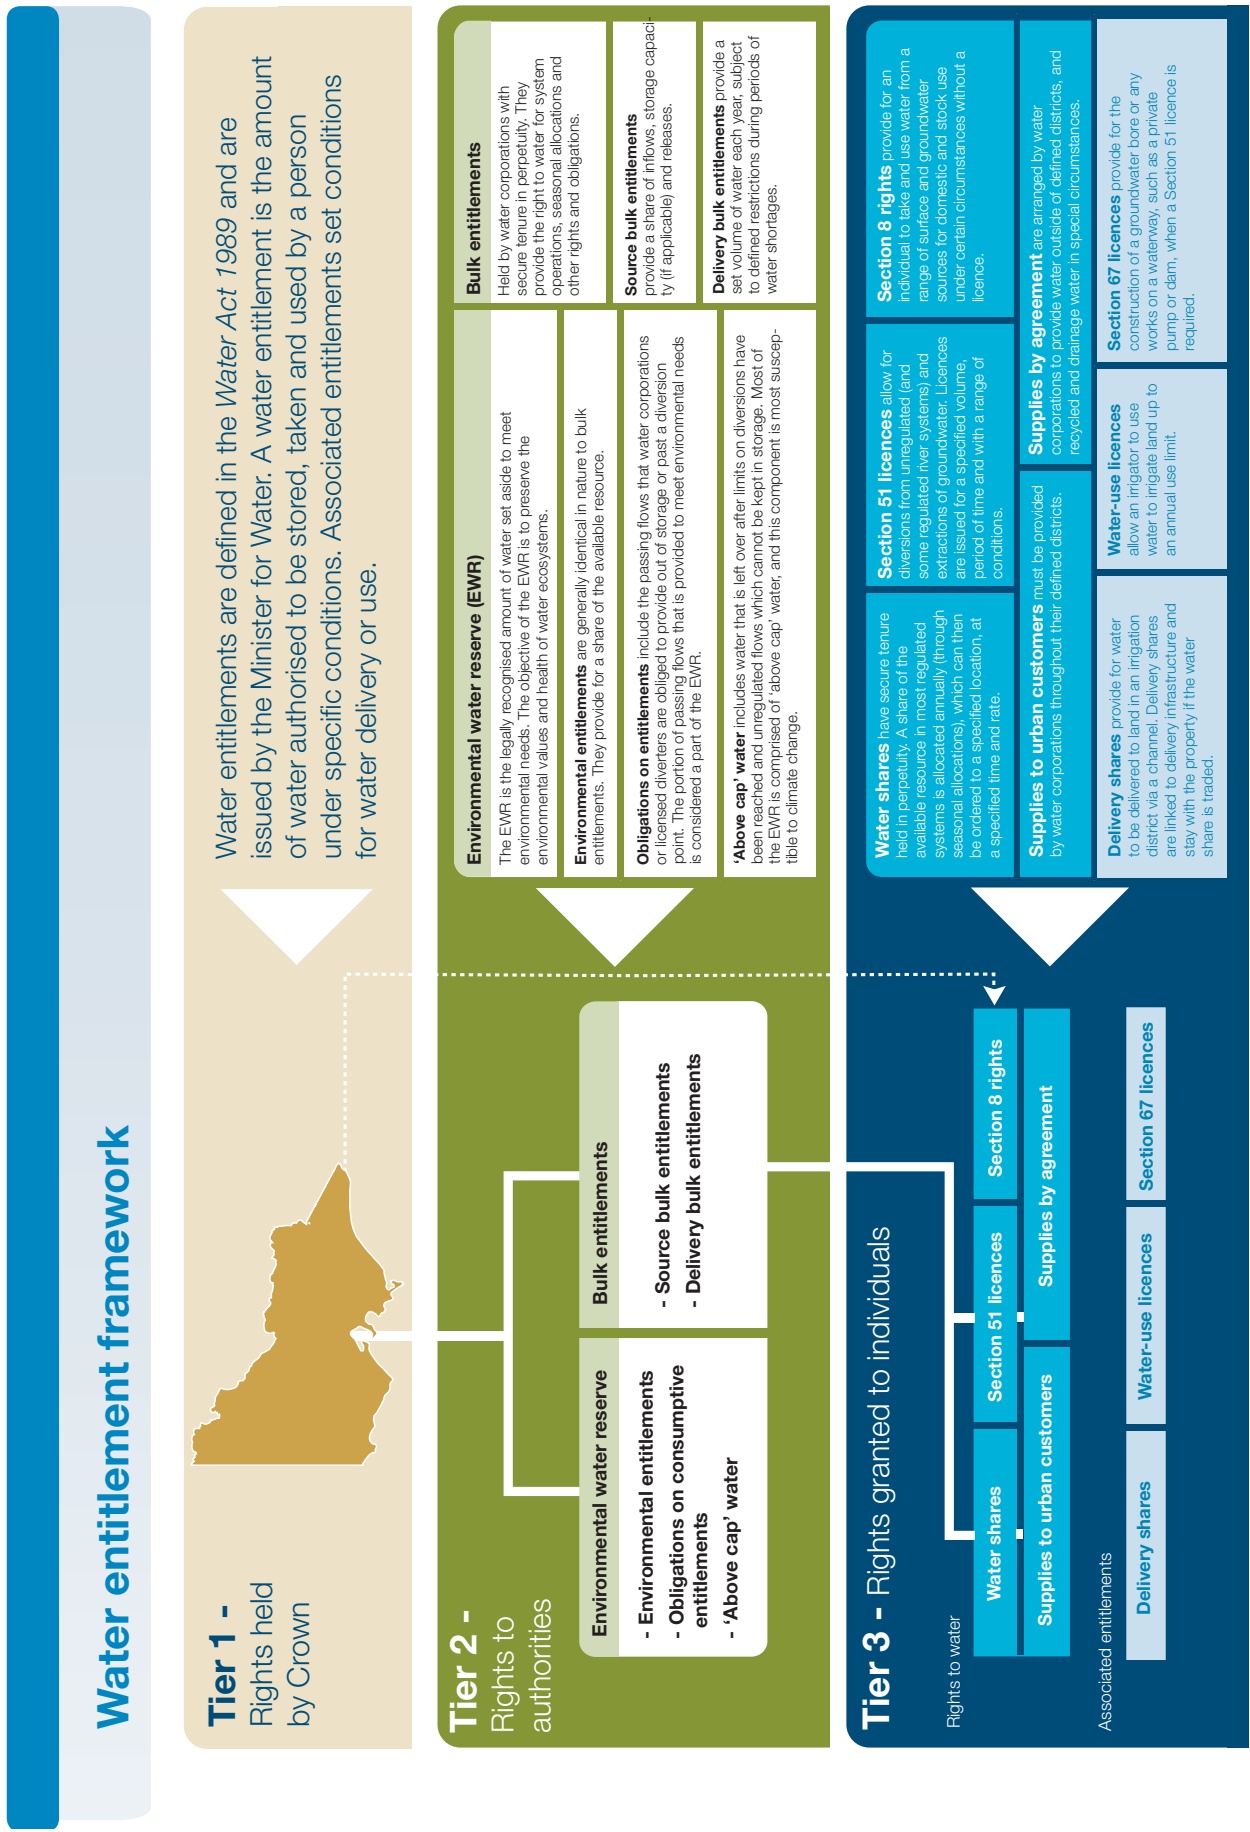 Water entitlement framework
Tier 1 -
Rights held
by Crown
Water entitlements are defined in the Water Act 1989 and are
issued by the Minister for Water. A water entitlement is the amount
of water authorised to be stored, taken and used by a person
under specific conditions. Associated entitlements set conditions
for water delivery or use.
Tier 2 -
Rights to
authorities
Environmental water reserve
- Environmental entitlements
- Obligations on consumptive
entitlements
- ‘Above cap’ water
Bulk entitlements
- Source bulk entitlements
- Delivery bulk entitlements
Environmental water reserve (EWR)
The EWR is the legally recognised amount of water set aside to meet
environmental needs. The objective of the EWR is to preserve the
environmental values and health of water ecosystems.
Environmental entitlements are generally identical in nature to bulk
entitlements. They provide for a share of the available resource.
Obligations on entitlements include the passing flows that water corporations
or licensed diverters are obliged to provide out of storage or past a diversion
point. The portion of passing flows that is provided to meet environmental needs
is considered a part of the EWR.
‘Above cap’ water includes water that is left over after limits on diversions have
been reached and unregulated flows which cannot be kept in storage. Most of
the EWR is comprised of ‘above cap’ water, and this component is most suscep-
tible to climate change.
Bulk entitlements
Held by water corporations with
secure tenure in perpetuity. They
provide the right to water for system
operations, seasonal allocations and
other rights and obligations.
Source bulk entitlements
provide a share of inflows, storage capaci-
ty (if applicable) and releases.
Delivery bulk entitlements provide a
set volume of water each year, subject
to defined restrictions during periods of
water shortages.
Tier 3 - Rights granted to individuals
Rights to water
Water shares
Section 51 licences
Section 8 rights
Supplies to urban customers
Supplies by agreement
Associated entitlements
Delivery shares
Water-use licences
Section 67 licences
Water shares have secure tenure
held in perpetuity. A share of the
available resource in most regulated
systems is allocated annually (through
seasonal allocations), which can then
be ordered to a specified location, at
a specified time and rate.
Section 51 licences allow for
diversions from unregulated (and
some regulated river systems) and
extractions of groundwater. Licences
are issued for a specified volume,
period of time and with a range of
conditions.
Section 8 rights provide for an
individual to take and use water from a
range of surface and groundwater
sources for domestic and stock use
under certain circumstances without a
licence.
Supplies to urban customers must be provided
by water corporations throughout their defined districts.
Supplies by agreement are arranged by water
corporations to provide water outside of defined districts, and
recycled and drainage water in special circumstances.
Delivery shares provide for water
to be delivered to land in an irrigation
district via a channel. Delivery shares
are linked to delivery infrastructure and
stay with the property if the water
share is traded.
Water-use licences
allow an irrigator to use
water to irrigate land up to
an annual use limit.
Section 67 licences provide for the
construction of a groundwater bore or any
works on a waterway, such as a private
pump or dam, when a Section 51 licence is
required.